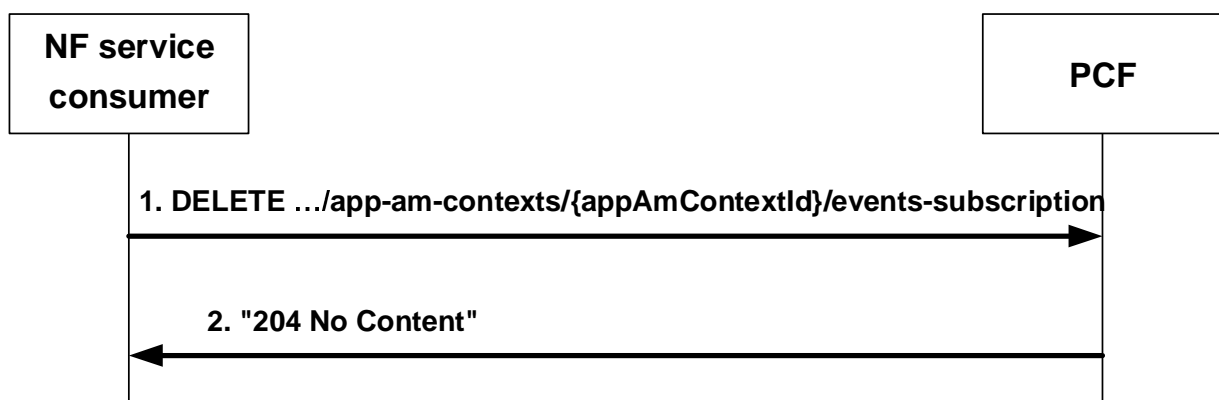 NF service
consumer
PCF
1. DELETE …/app-am-contexts/{appAmContextId}/events-subscription
2. "204 No Content"